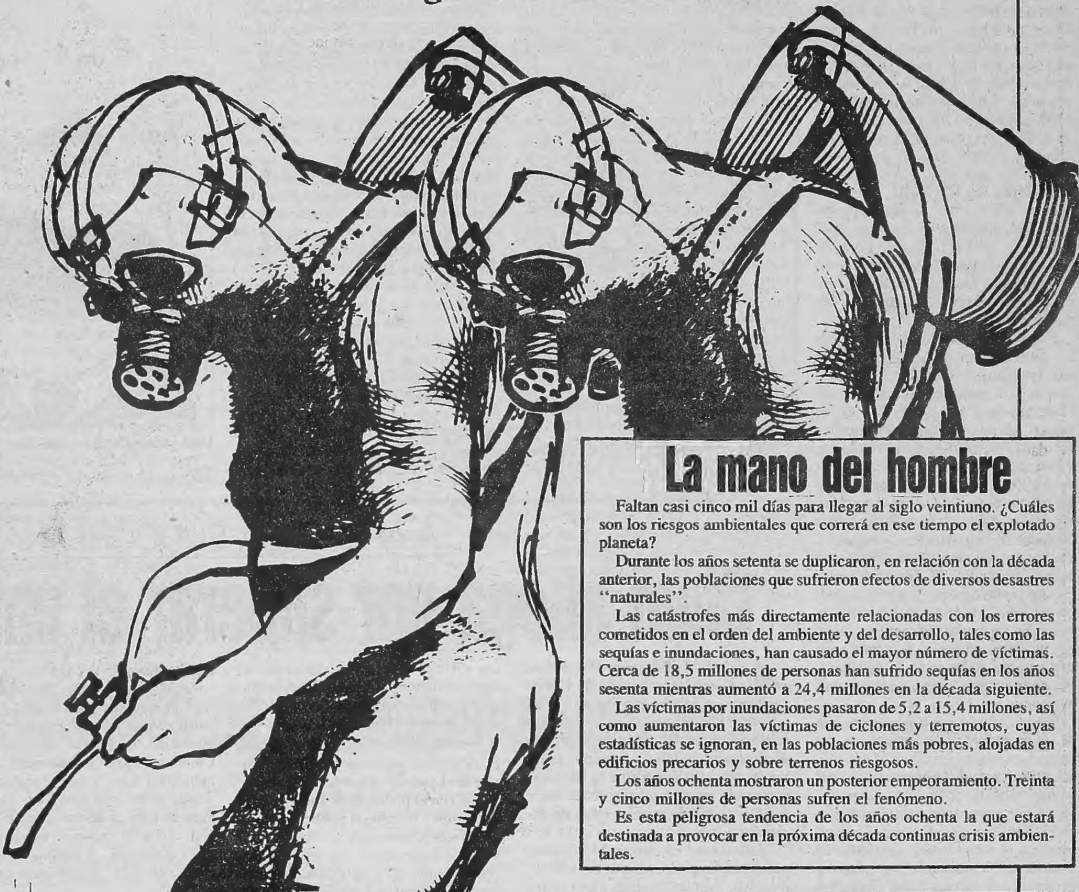 La mano del hombre
Faltan casi cinco mil días para llegar al siglo veintiuno. ¿Cuáles
son los riesgos ambientales que correrá en ese tiempo el explotado
planeta?
Durante los años setenta se duplicaron, en relación con la década
anterior, las poblaciones que sufrieron efectos de diversos desastres
“naturales”.
Las catástrofes más directamente relacionadas con los errores
cometidos en el orden del ambiente y del desarrollo, tales como las
sequías e inundaciones, han causado el mayor número de víctimas.
Cerca de 18,5 millones de personas han sufrido sequías en los años
sesenta mientras aumentó a 24,4 millones en la década siguiente.
Las víctimas por inundaciones pasaron de 5,2 a 15,4 millones, así
como aumentaron las víctimas de ciclones y terremotos, cuyas
estadísticas se ignoran, en las poblaciones más pobres, alojadas en
edificios precarios y sobre terrenos riesgosos.
Los años ochenta mostraron un posterior empeoramiento. Treinta
y cinco millones de personas sufren el fenómeno.
Es esta peligrosa tendencia de los años ochenta la que estará
destinada a provocar en la próxima década continuas crisis ambien-
tales.